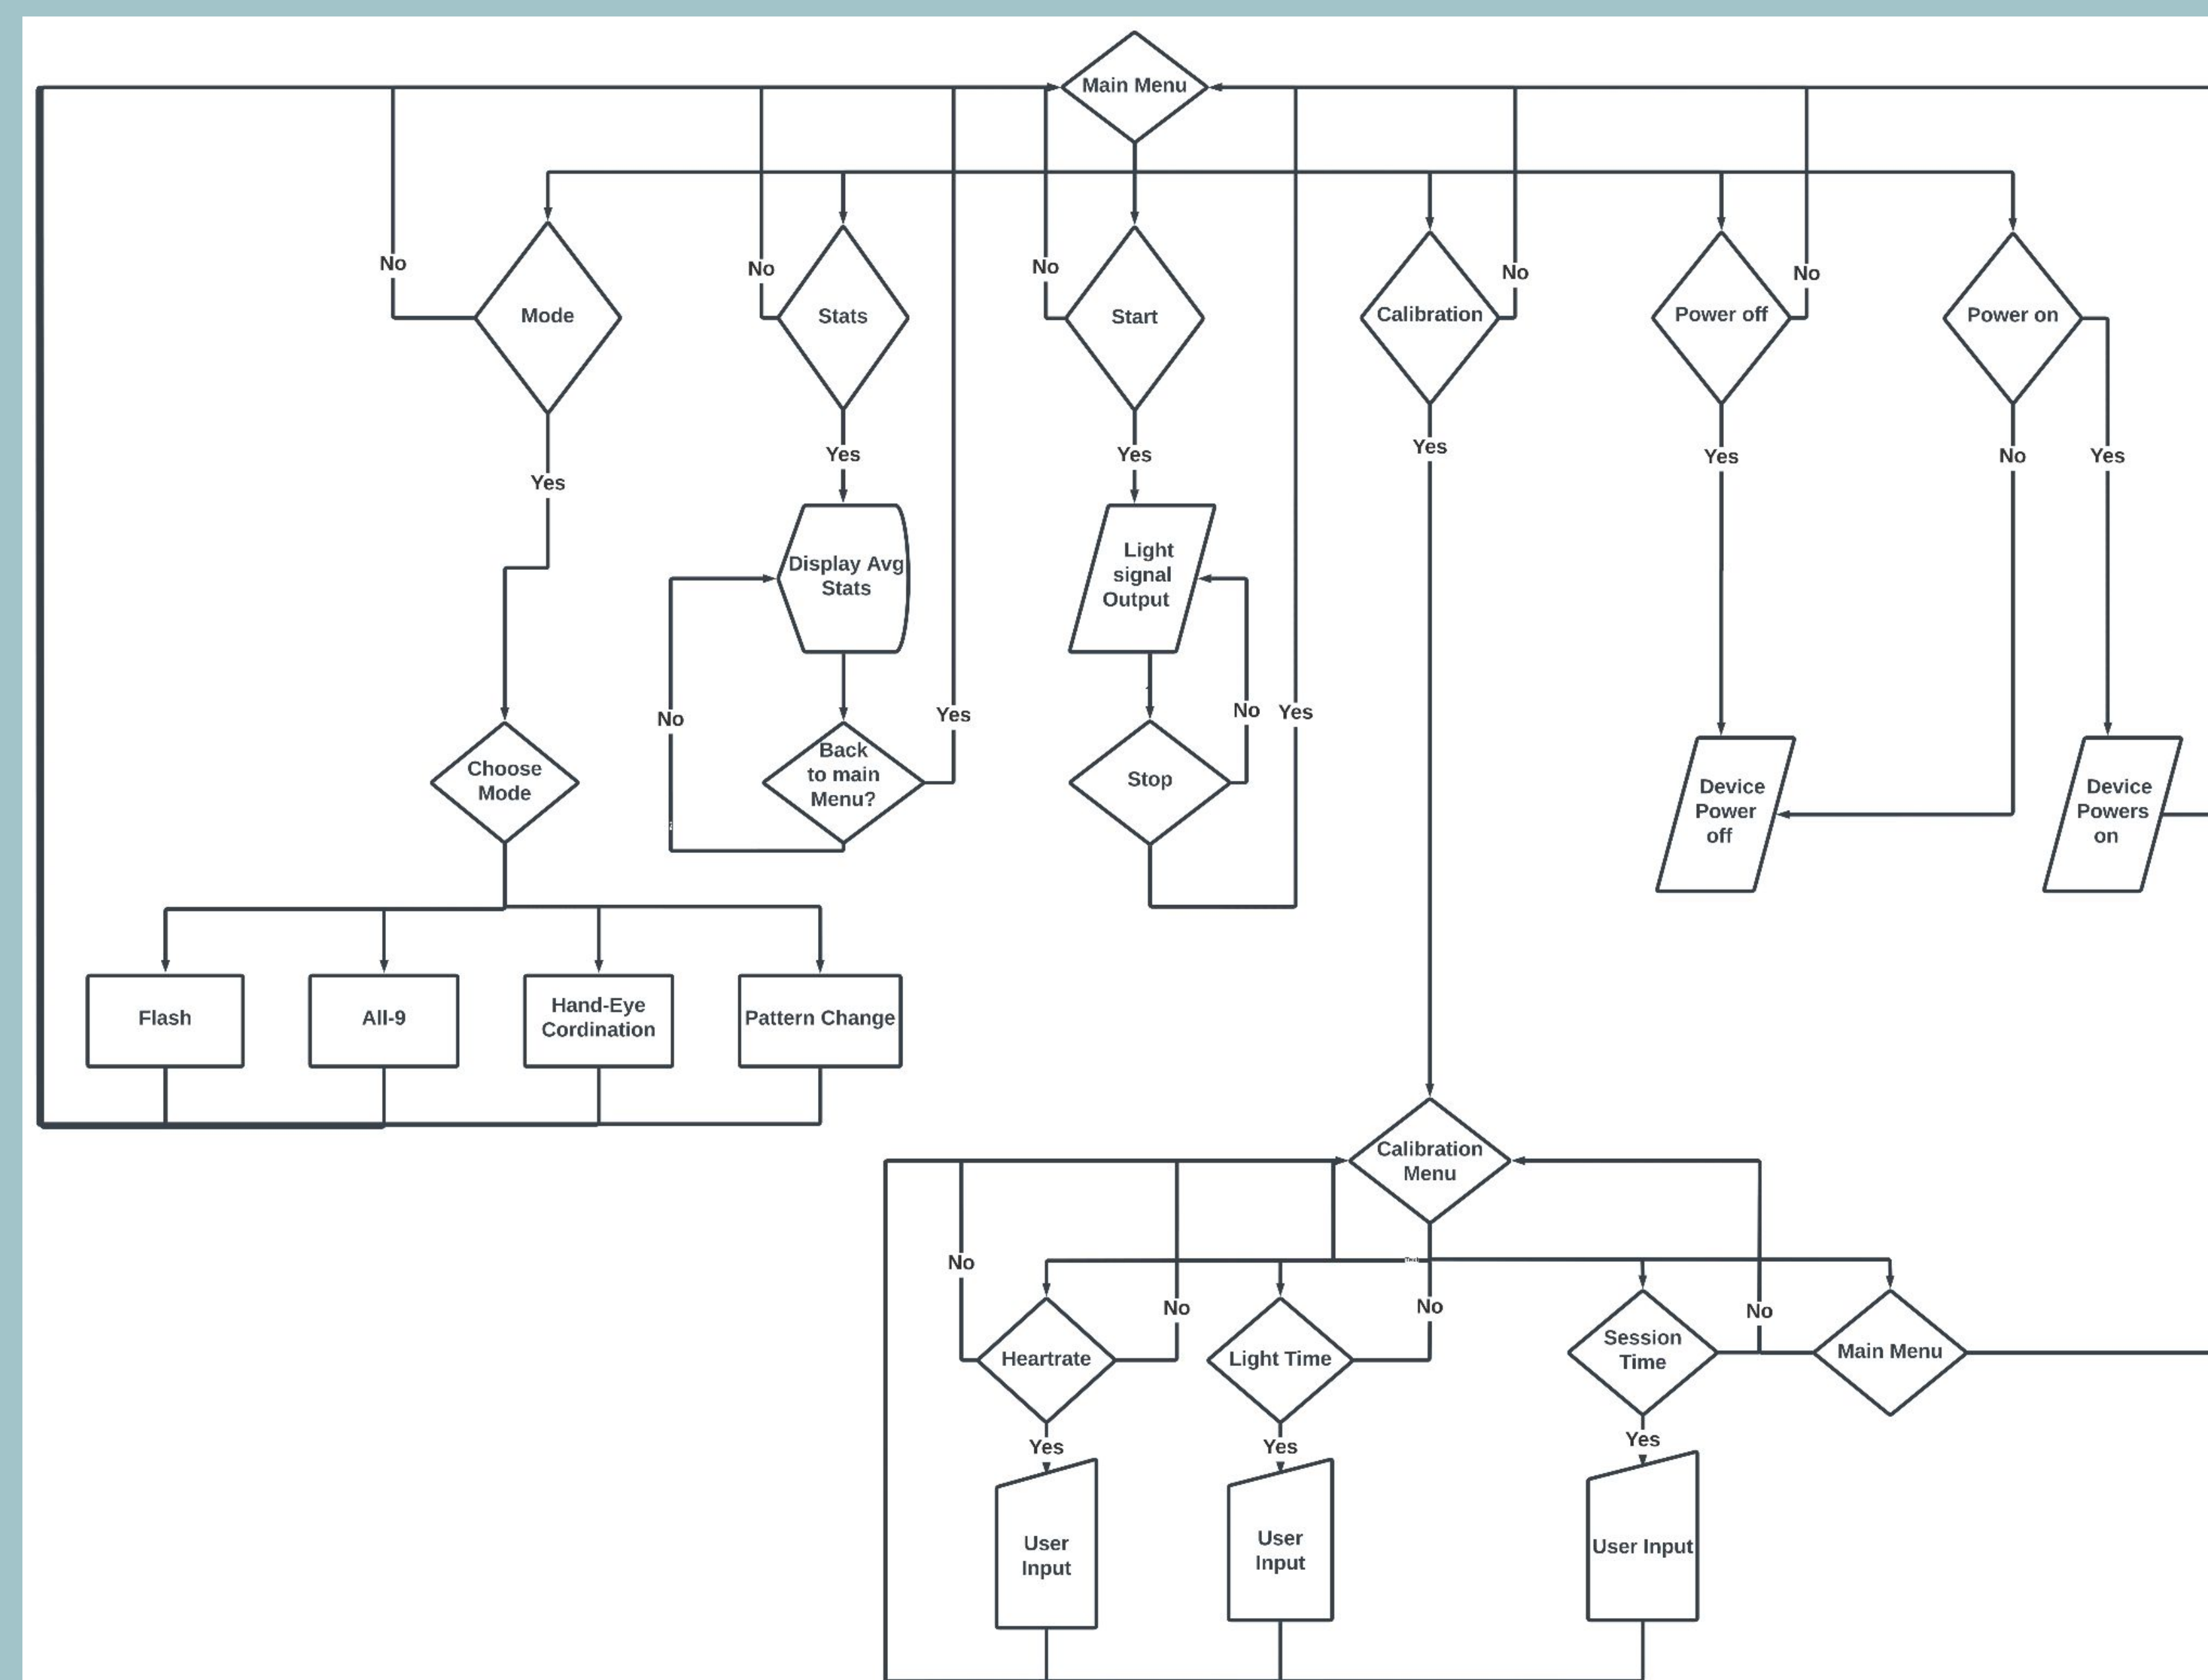 Main Menu
No
No
No
No
No
Mode
Stats
Start
Calibration
Power off
Power on
Yes
Yes
Yes
Yes
Yes
No
Yes
Display Avg
Stats
Light
signal
Output
No
Yes
No
Yes
Choose
Mode
Back
to main
Menu?
Stop
Device
Power
off
Device
Powers
on
Flash
All-9
Hand-Eye
Cordination
Pattern Change
Calibration
Menu
No
No
No
No
Heartrate
Light Time
Session
Time
Main Menu
Yes
Yes
Yes
User
Input
User
Input
User Input